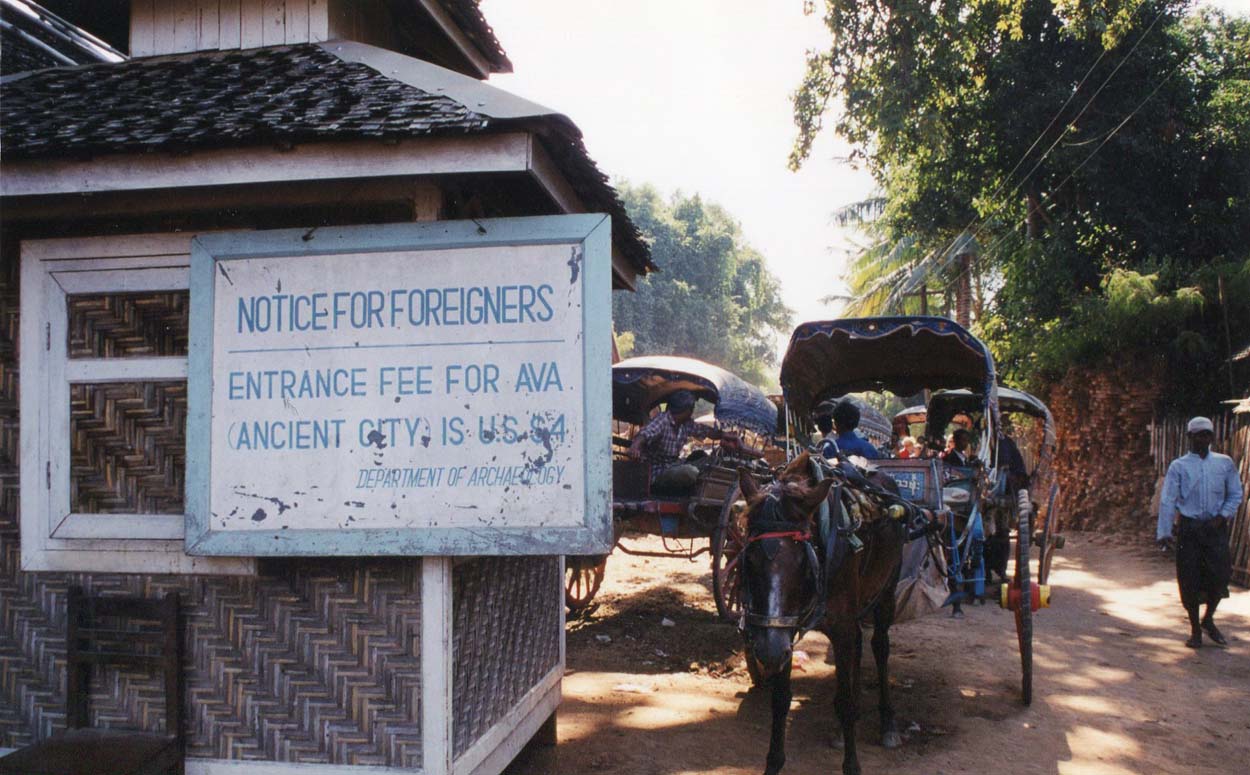 NOTICE FOR FOREIGNERS
ENTRANCE FEE FOR AVA
(ANCIENT CITY) IS U.S $4
DEPARTMENT OF ARCHAEOLOGY